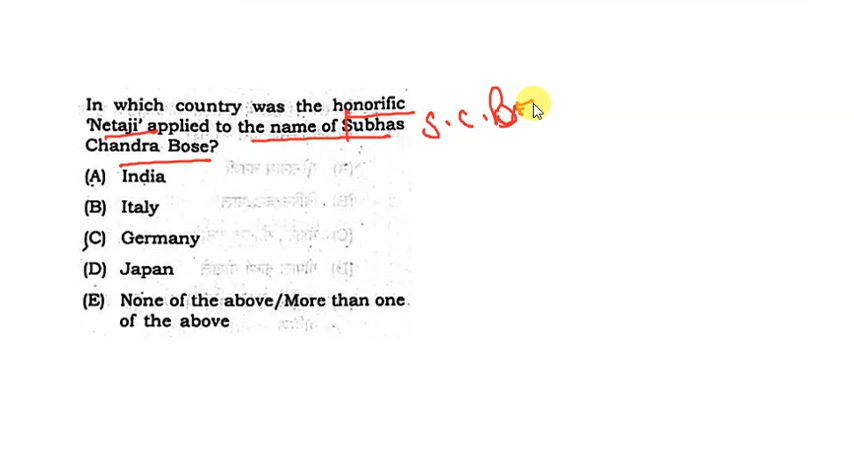 In which country was the honorific
'Netaji' applied to the name of Subhas
Chandra Bose?
(A) India
(B) Italy
(C) Germany
(D) Japan
(E) None of the above/More than one
of the above
S. C. B